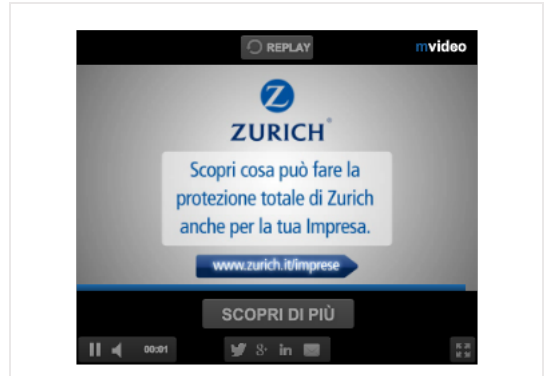 REPLAY mvideo
ZURICH®
Scopri cosa può fare la
protezione totale di Zurich
anche per la tua Impresa.
www.zurich.it/imprese
SCOPRI DI PIÙ
00:01